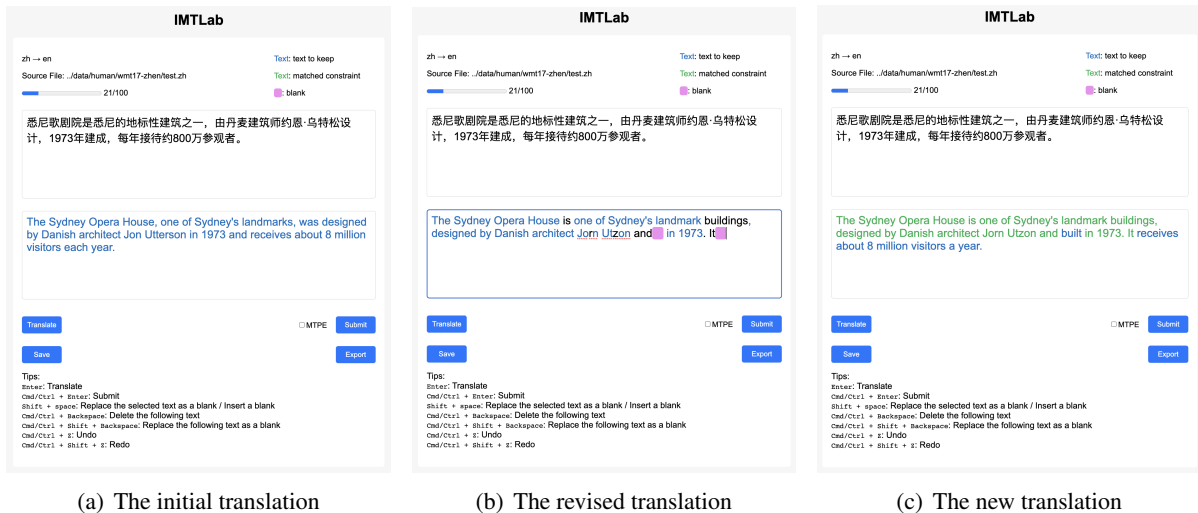 IMTLab
zh → en
Text: text to keep
Source File: ../data/human/wmt17-zhen/test.zh
Text: matched constraint
21/100
: blank
悉尼歌剧院是悉尼的地标性建筑之一，由丹麦建筑师约恩·乌特松设
计，1973年建成，每年接待约800万参观者。
The Sydney Opera House, one of Sydney's landmarks, was designed
by Danish architect Jon Utterson in 1973 and receives about 8 million
visitors each year.
Translate
MTPE
Submit
Save
Export
Tips:
Enter: Translate
Cmd/Ctrl + Enter: Submit
Shift + space: Replace the selected text as a blank / Insert a blank
Cmd/Ctrl + Backspace: Delete the following text
Cmd/Ctrl + Shift + Backspace: Replace the following text as a blank
Cmd/Ctrl + Z: Undo
Cmd/Ctrl + Shift + Z: Redo
(a) The initial translation
IMTLab
zh → en
Text: text to keep
Source File: ../data/human/wmt17-zhen/test.zh
Text: matched constraint
21/100
: blank
悉尼歌剧院是悉尼的地标性建筑之一，由丹麦建筑师约恩·乌特松设
计，1973年建成，每年接待约800万参观者。
The Sydney Opera House is one of Sydney's landmark buildings,
designed by Danish architect Jorn Utzon and in 1973. It
Translate
MTPE
Submit
Save
Export
Tips:
Enter: Translate
Cmd/Ctrl + Enter: Submit
Shift + space: Replace the selected text as a blank / Insert a blank
Cmd/Ctrl + Backspace: Delete the following text
Cmd/Ctrl + Shift + Backspace: Replace the following text as a blank
Cmd/Ctrl + Z: Undo
Cmd/Ctrl + Shift + Z: Redo
(b) The revised translation
IMTLab
zh → en
Text: text to keep
Source File: ../data/human/wmt17-zhen/test.zh
Text: matched constraint
21/100
: blank
悉尼歌剧院是悉尼的地标性建筑之一，由丹麦建筑师约恩·乌特松设
计，1973年建成，每年接待约800万参观者。
The Sydney Opera House is one of Sydney's landmark buildings,
designed by Danish architect Jorn Utzon and built in 1973. It receives
about 8 million visitors a year.
Translate
MTPE
Submit
Save
Export
Tips:
Enter: Translate
Cmd/Ctrl + Enter: Submit
Shift + space: Replace the selected text as a blank / Insert a blank
Cmd/Ctrl + Backspace: Delete the following text
Cmd/Ctrl + Shift + Backspace: Replace the following text as a blank
Cmd/Ctrl + Z: Undo
Cmd/Ctrl + Shift + Z: Redo
(c) The new translation